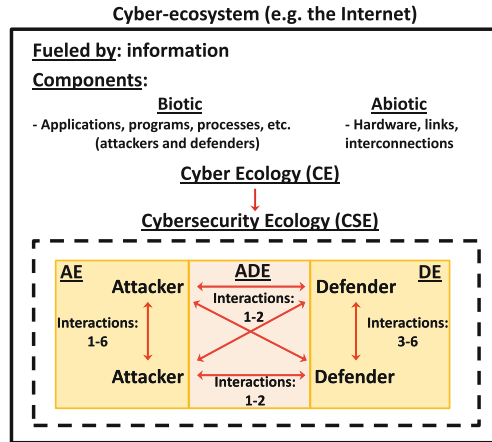 Cyber-ecosystem (e.g. the Internet)
Fueled by: information
Components:
Biotic
Abiotic
- Applications, programs, processes, etc.
(attackers and defenders)
- Hardware, links,
interconnections
Cyber Ecology (CE)
Cybersecurity Ecology (CSE)
AE
ADE
DE
Attacker
Defender
Interactions:
1-2
Interactions:
1-6
Interactions:
3-6
Attacker
Defender
Interactions:
1-2